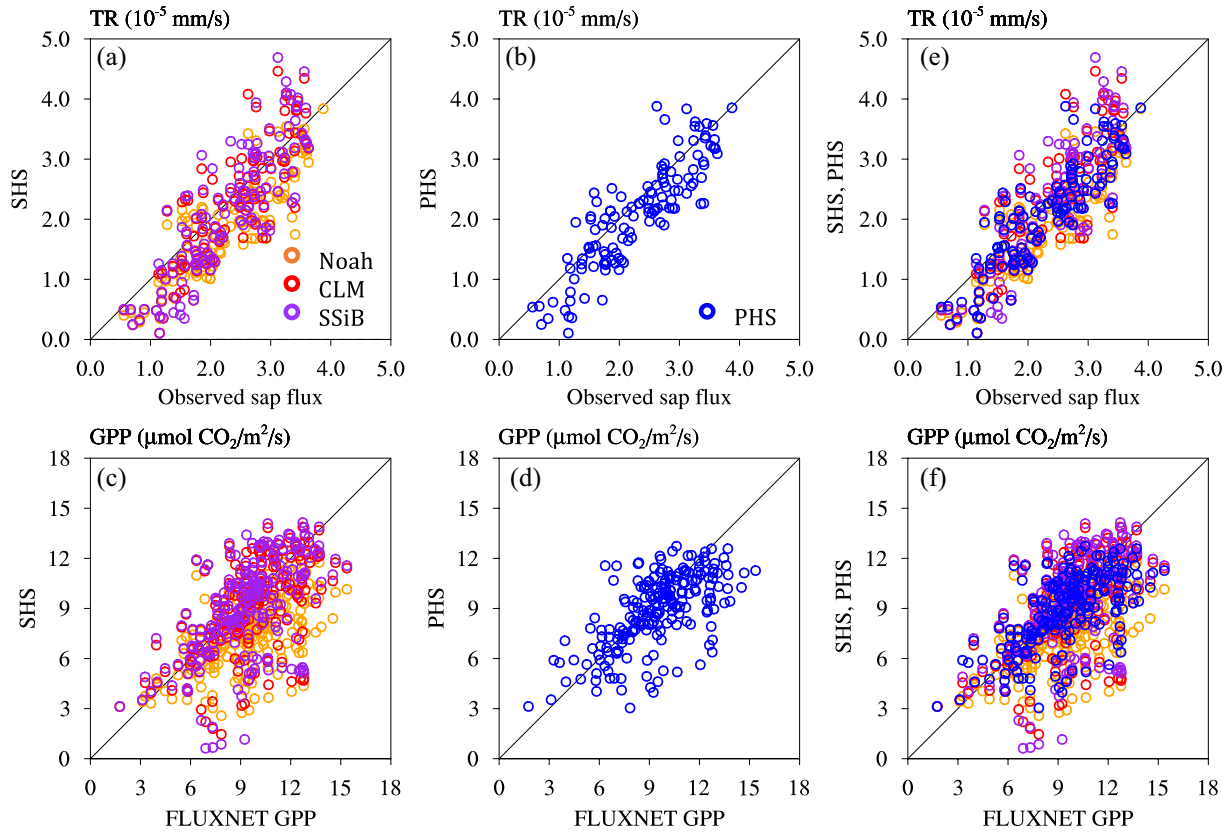 TR (10⁻⁵ mm/s)
(a)
SHS
5.0
4.0
3.0
2.0
1.0
0.0
0.0 1.0 2.0 3.0 4.0 5.0
Observed sap flux
Noah
CLM
SSiB
(b)
PHS
5.0
4.0
3.0
2.0
1.0
0.0
0.0 1.0 2.0 3.0 4.0 5.0
Observed sap flux
PHS
TR (10⁻⁵ mm/s)
(e)
SHS, PHS
5.0
4.0
3.0
2.0
1.0
0.0
0.0 1.0 2.0 3.0 4.0 5.0
Observed sap flux
GPP (μmol CO₂/m²/s)
(c)
SHS
18
15
12
9
6
3
0
0 3 6 9 12 15 18
FLUXNET GPP
GPP (μmol CO₂/m²/s)
(d)
PHS
18
15
12
9
6
3
0
0.0 3 6 9 12 15 18
FLUXNET GPP
GPP (μmol CO₂/m²/s)
(f)
SHS, PHS
18
15
12
9
6
3
0
0.0 3 6 9 12 15 18
FLUXNET GPP